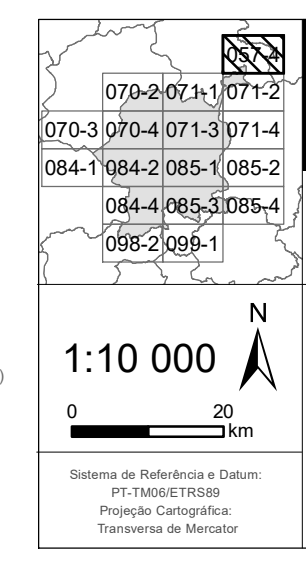 057-4
070-2 071-1 071-2
070-3 070-4 071-3 071-4
084-1 084-2 085-1 085-2
084-4 085-3 085-4
098-2 099-1
N
1:10 000
0 20
km
)
Sistema de Referência e Datum:
PT-TM06/ETRS89
Projeção Cartográfica:
Transversa de Mercator